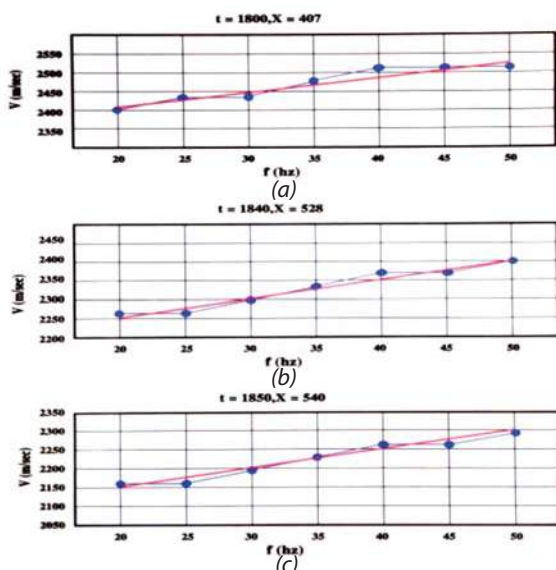 t = 1800,X = 407
V (m/sec)
2550
2500
2450
2400
2350
20 25 30 35 40 45 50
f (hz)
(a)
t = 1840,X = 528
V (m/sec)
2450
2400
2350
2300
2250
2200
20 25 30 35 40 45 50
f (hz)
(b)
t = 1850,X = 540
V (m/sec)
2350
2300
2250
2200
2150
2100
2050
20 25 30 35 40 45 50
f (hz)
(c)